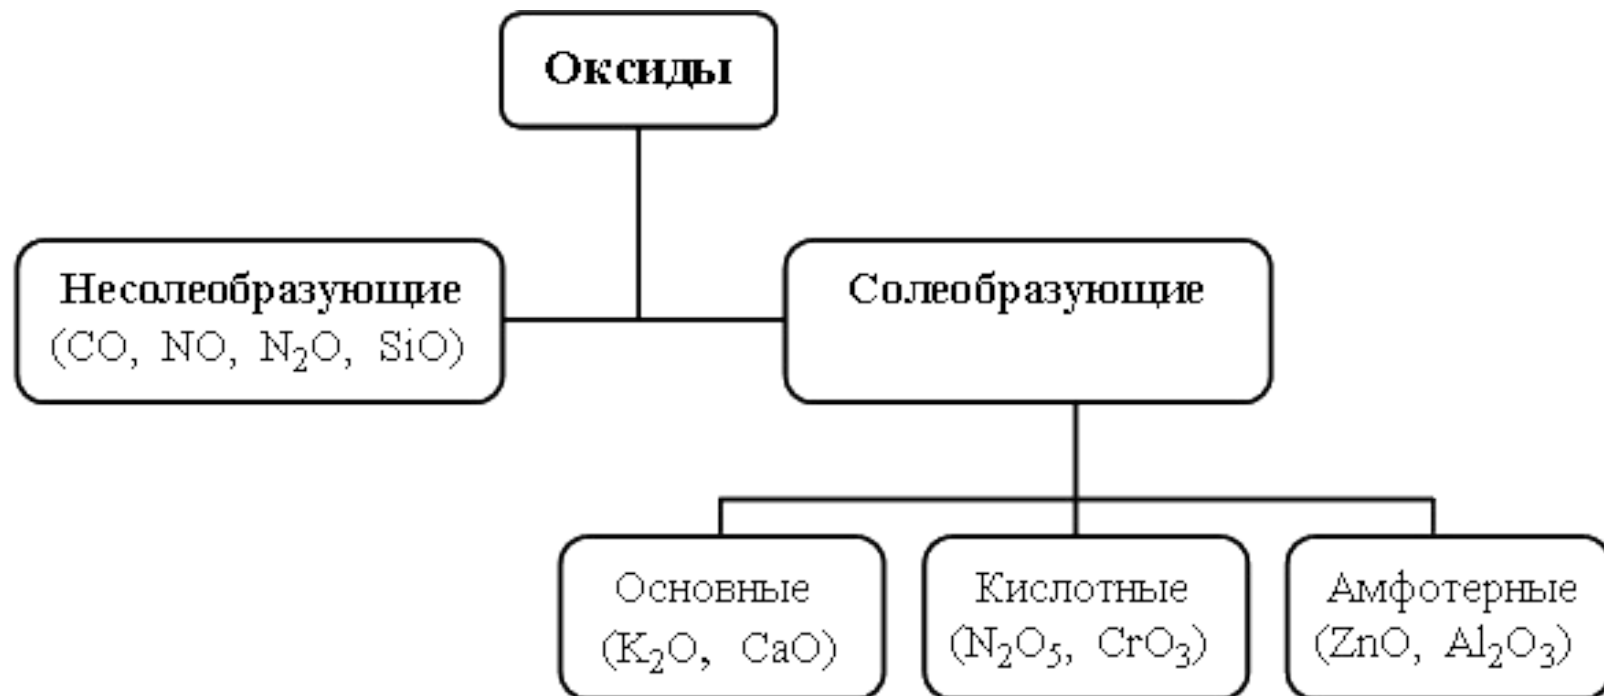 Оксиды
Несолеобразующие
(CO, NO, N₂O, SiO)
Солеобразующие
Основные
(K₂O, CaO)
Кислотные
(N₂O₅, CrO₃)
Амфотерные
(ZnO, Al₂O₃)